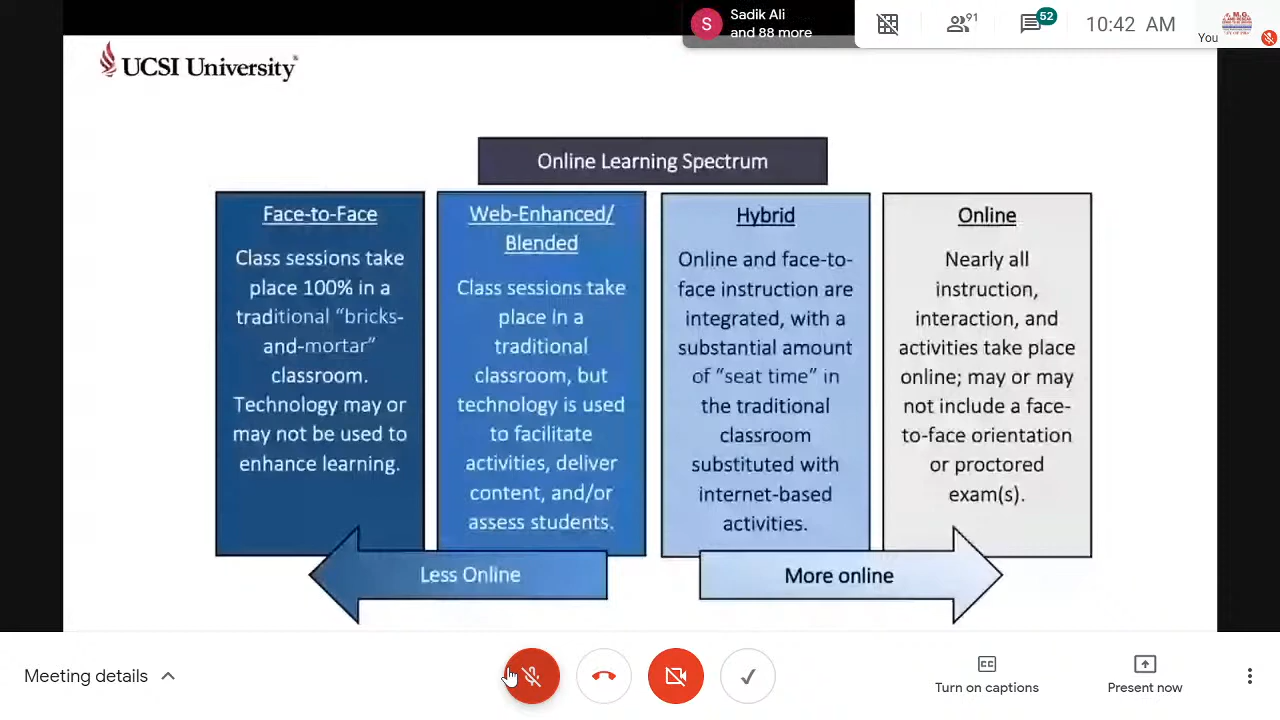 S
Sadik Ali
and 88 more
91
52
10:42 AM
You
UCSI University
Online Learning Spectrum
Face-to-Face
Class sessions take
place 100% in a
traditional “bricks-
and-mortar”
classroom.
Technology may or
may not be used to
enhance learning.
Web-Enhanced/
Blended
Class sessions take
place in a
traditional
classroom, but
technology is used
to facilitate
activities, deliver
content, and/or
assess students.
Hybrid
Online and face-to-
face instruction are
integrated, with a
substantial amount
of “seat time” in
the traditional
classroom
substituted with
internet-based
activities.
Online
Nearly all
instruction,
interaction, and
activities take place
online; may or may
not include a face-
to-face orientation
or proctored
exam(s).
Less Online
More online
Meeting details
Turn on captions
Present now